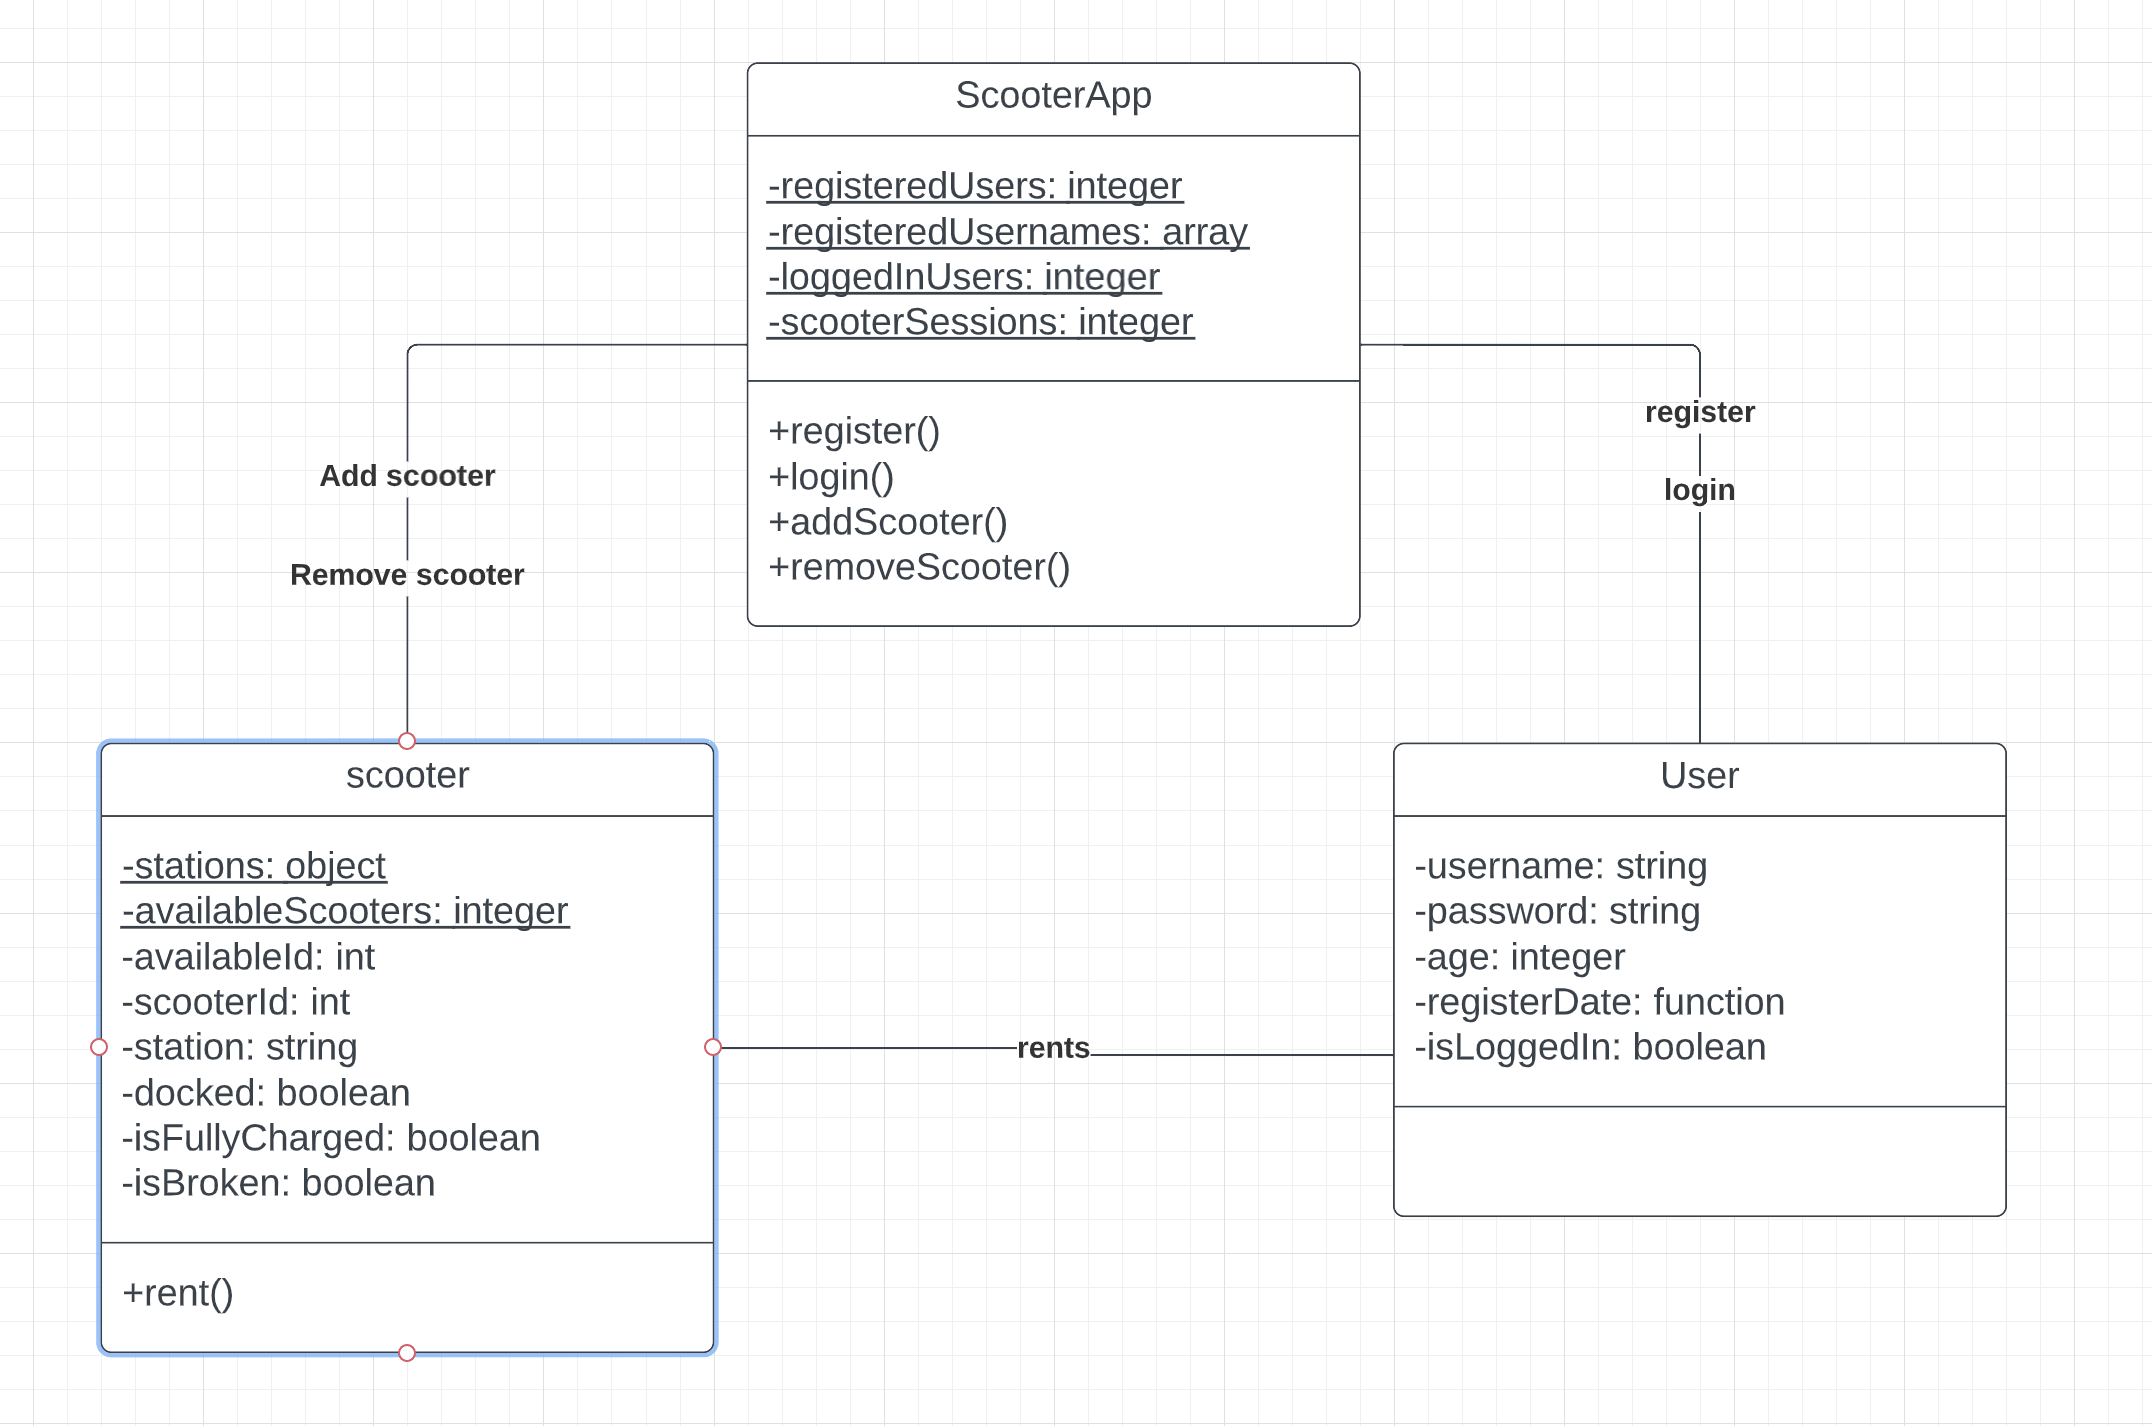 ScooterApp
-registeredUsers: integer
-registeredUsernames: array
-loggedInUsers: integer
-scooterSessions: integer
+register()
+login()
+addScooter()
+removeScooter()
Add scooter
Remove scooter
register
login
scooter
-stations: object
-availableScooters: integer
-availableId: int
-scooterId: int
-station: string
-docked: boolean
-isFullyCharged: boolean
-isBroken: boolean
+rent()
rents
User
-username: string
-password: string
-age: integer
-registerDate: function
-isLoggedIn: boolean